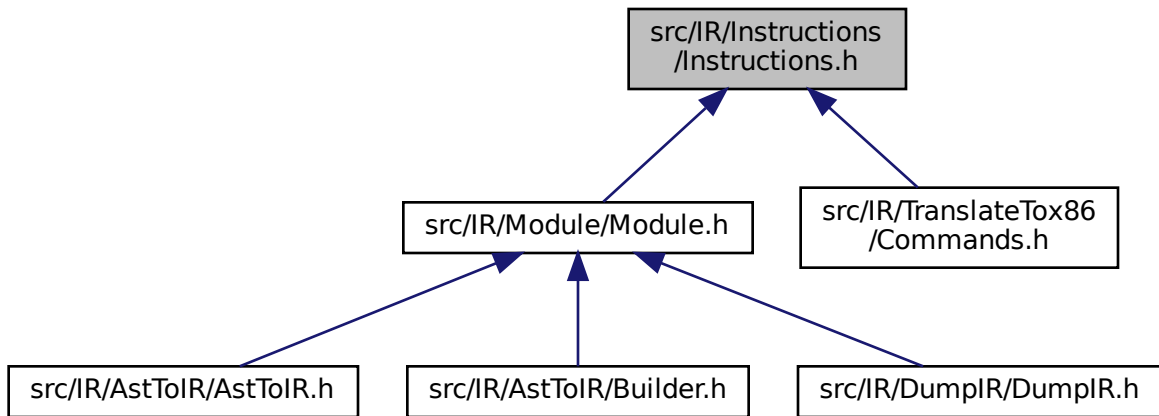 src/IR/Instructions
/Instructions.h
src/IR/Module/Module.h
src/IR/TranslateTox86
/Commands.h
src/IR/AstToIR/AstToIR.h
src/IR/AstToIR/Builder.h
src/IR/DumpIR/DumpIR.h